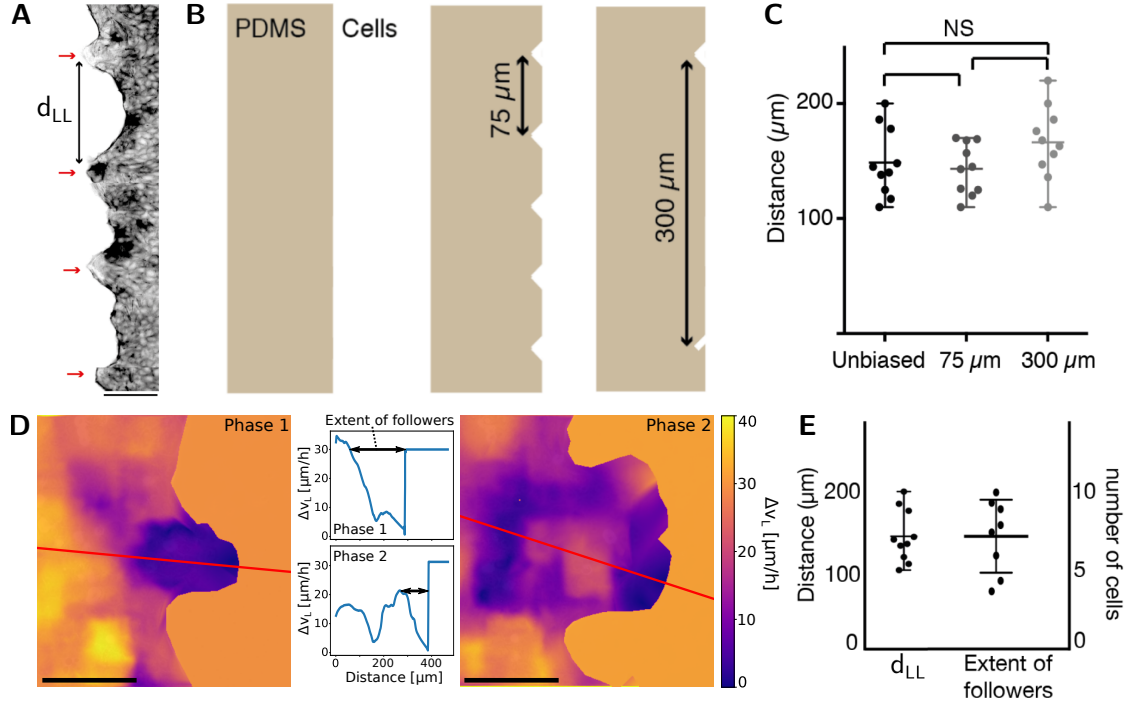 A
d_LL
B
PDMS
Cells
75 µm
300 µm
C
NS
Distance (µm)
200
100
Unbiased
75 µm
300 µm
D
Phase 1
Extent of followers
Δv_L [µm/h]
30
20
10
0
Phase 1
Phase 2
Δv_L [µm/h]
30
20
10
0
0
200
400
Distance [µm]
Phase 2
40
30
20
10
0
Δv_L [µm/h]
E
Distance (µm)
200
100
0
10
5
0
number of cells
d_LL
Extent of
followers